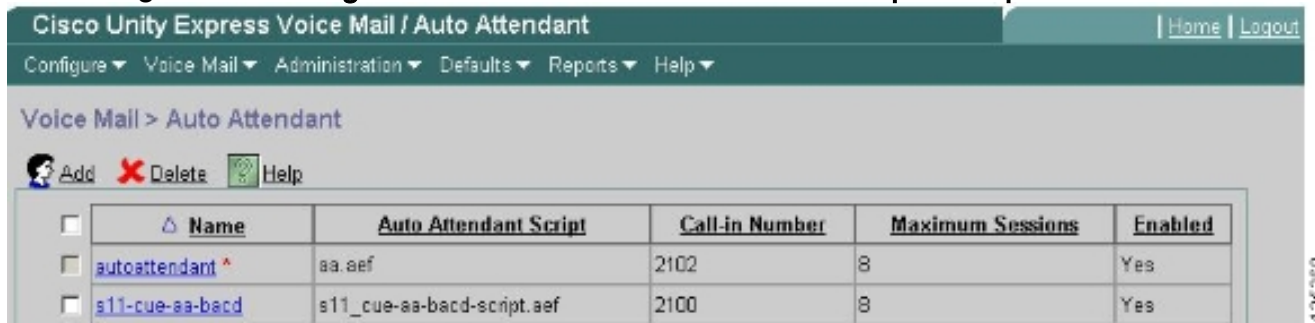 Cisco Unity Express Voice Mail / Auto Attendant | Home | Logout
Configure Voice Mail Administration Defaults Reports Help
Voice Mail > Auto Attendant
Add Delete Help
Name Auto Attendant Script Call-in Number Maximum Sessions Enabled
autoattendant * aa.aef 2102 8 Yes
s11-cue-aa-bacd s11_cue-aa-bacd-script.aef 2100 8 Yes